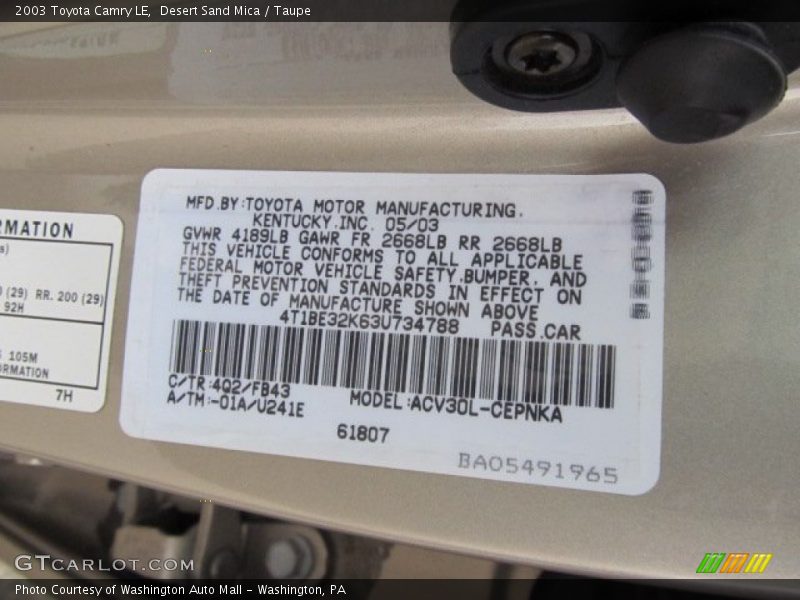 2003 Toyota Camry LE, Desert Sand Mica / Taupe
RMATION
RR. 200 (29)
92H
105M
RMATION
7H
MFD.BY:TOYOTA MOTOR MANUFACTURING.
KENTUCKY.INC. 05/03
GVWR 4189LB GAWR FR 2668LB RR 2668LB
THIS VEHICLE CONFORMS TO ALL APPLICABLE
FEDERAL MOTOR VEHICLE SAFETY.BUMPER. AND
THEFT PREVENTION STANDARDS IN EFFECT ON
THE DATE OF MANUFACTURE SHOWN ABOVE
4T1BE32K63U734788 PASS.CAR
C/TR:4Q2/FB43
A/TM:-01A/U241E
MODEL:ACV30L-CEPNKA
61807
BA05491965
GTCARLOT.COM
Photo Courtesy of Washington Auto Mall - Washington, PA